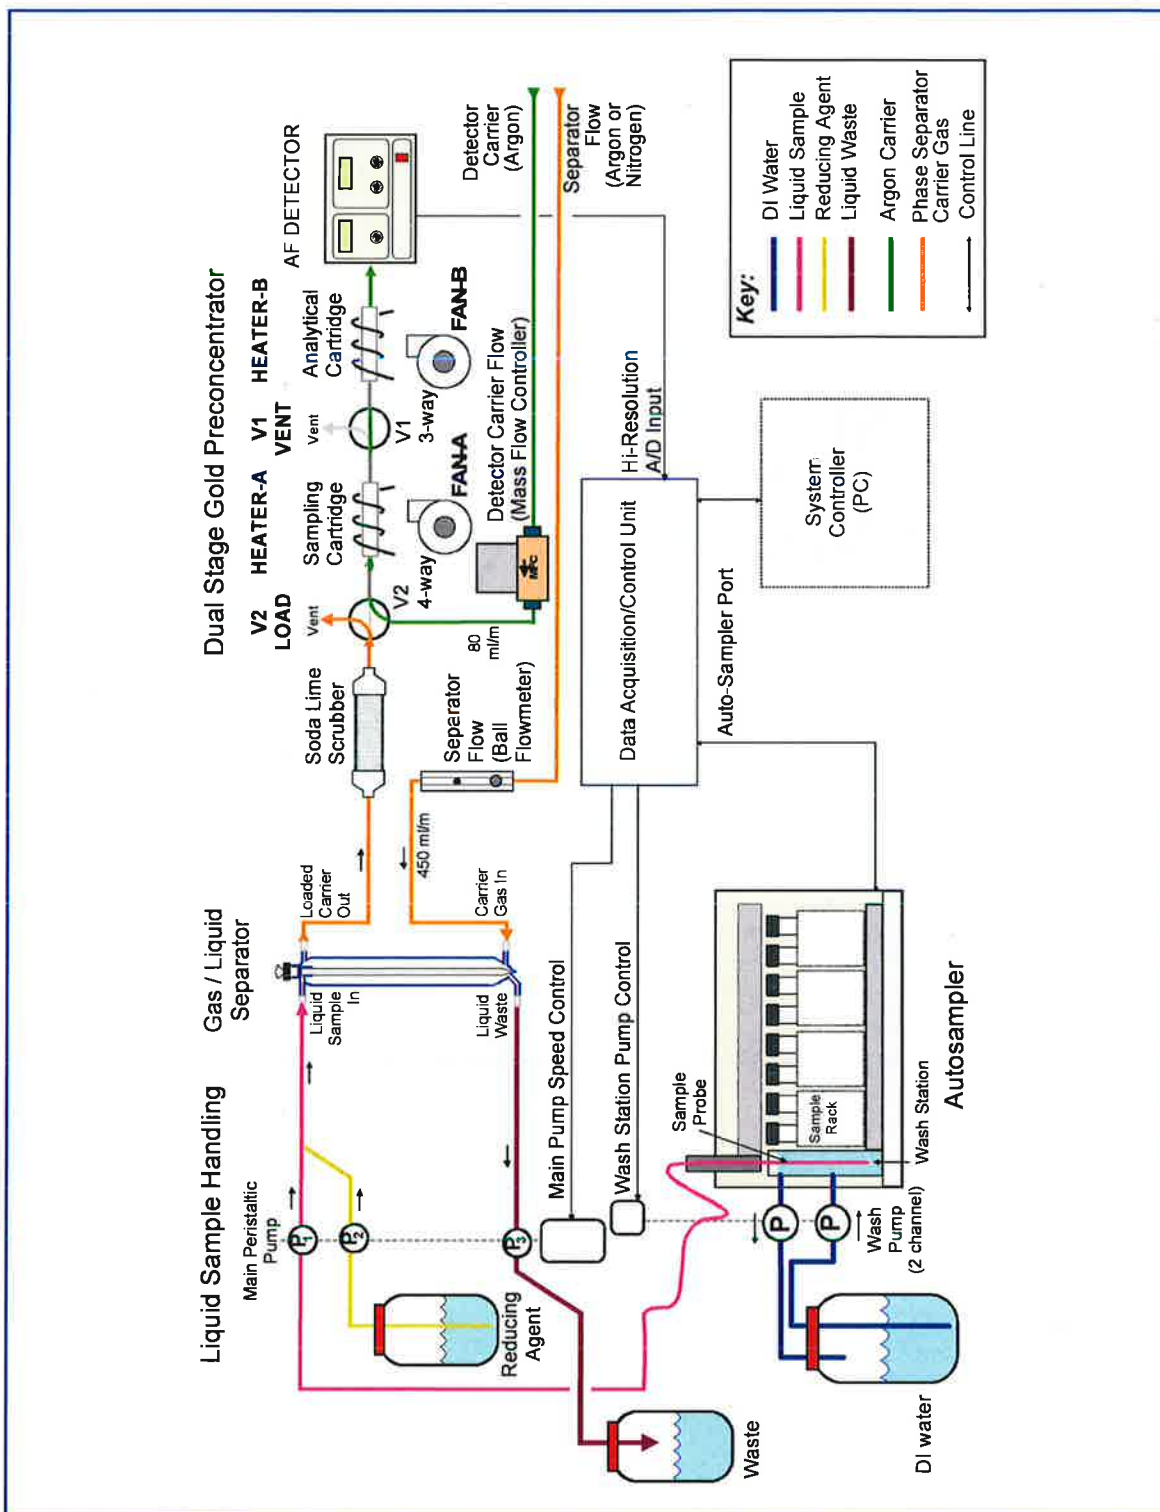 Liquid Sample Handling
Gas / Liquid
Separator
Dual Stage Gold Preconcentrator
Main Peristaltic
Pump
P1
P2
P3
Reducing
Agent
Waste
DI water
Liquid
Sample
In
Liquid
Waste
Loaded
Carrier
Out
Carrier
Gas In
450 ml/m
Soda Lime
Scrubber
Separator
Flow
(Ball
Flowmeter)
V2
LOAD
Vent
V2
4-way
80
ml/m
HEATER-A
Sampling
Cartridge
FAN-A
V1
VENT
Vent
V1
3-way
HEATER-B
Analytical
Cartridge
FAN-B
AF DETECTOR
MFC
Detector Carrier Flow
(Mass Flow Controller)
Detector
Carrier
(Argon)
Separator
Flow
(Argon or
Nitrogen)
Main Pump Speed Control
Wash Station Pump Control
Data Acquisition/Control Unit
Hi-Resolution
A/D Input
Auto-Sampler Port
System
Controller
(PC)
Sample
Probe
Sample
Rack
Wash Station
P
P
Wash
Pump
(2 channel)
Autosampler
Key:
DI Water
Liquid Sample
Reducing Agent
Liquid Waste
Argon Carrier
Phase Separator
Carrier Gas
Control Line